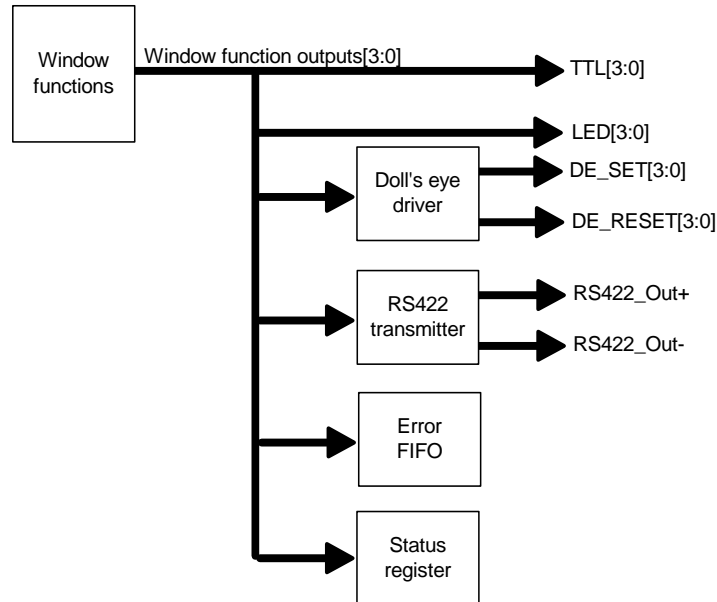 Window
functions
Window function outputs[3:0]
TTL[3:0]
LED[3:0]
Doll's eye
driver
DE_SET[3:0]
DE_RESET[3:0]
RS422
transmitter
RS422_Out+
RS422_Out-
Error
FIFO
Status
register